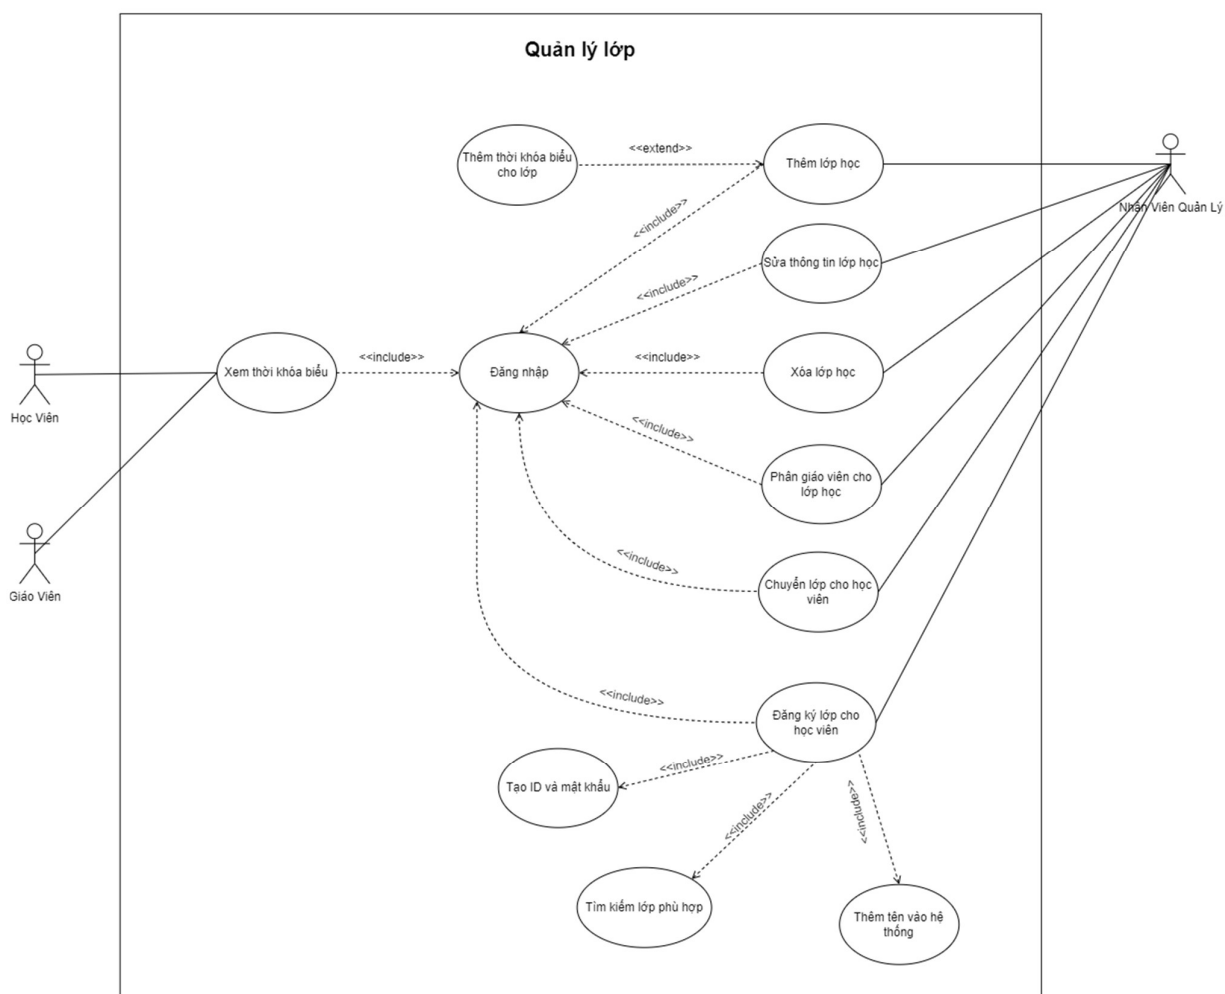 Quản lý lớp
Thêm thời khóa biểu
cho lớp
<<extend>>
Thêm lớp học
Nhân Viên Quản Lý
<<include>>
Sửa thông tin lớp học
<<include>>
Học Viên
Xem thời khóa biểu
<<include>>
Đăng nhập
<<include>>
Xòa lớp học
<<include>>
Phân giáo viên cho
lớp học
Giáo Viên
<<include>>
Chuyển lớp cho học
viên
<<include>>
Đăng ký lớp cho
học viên
<<include>>
Tạo ID và mật khẩu
<<include>>
<<include>>
Tìm kiếm lớp phù hợp
Thêm tên vào hệ
thống